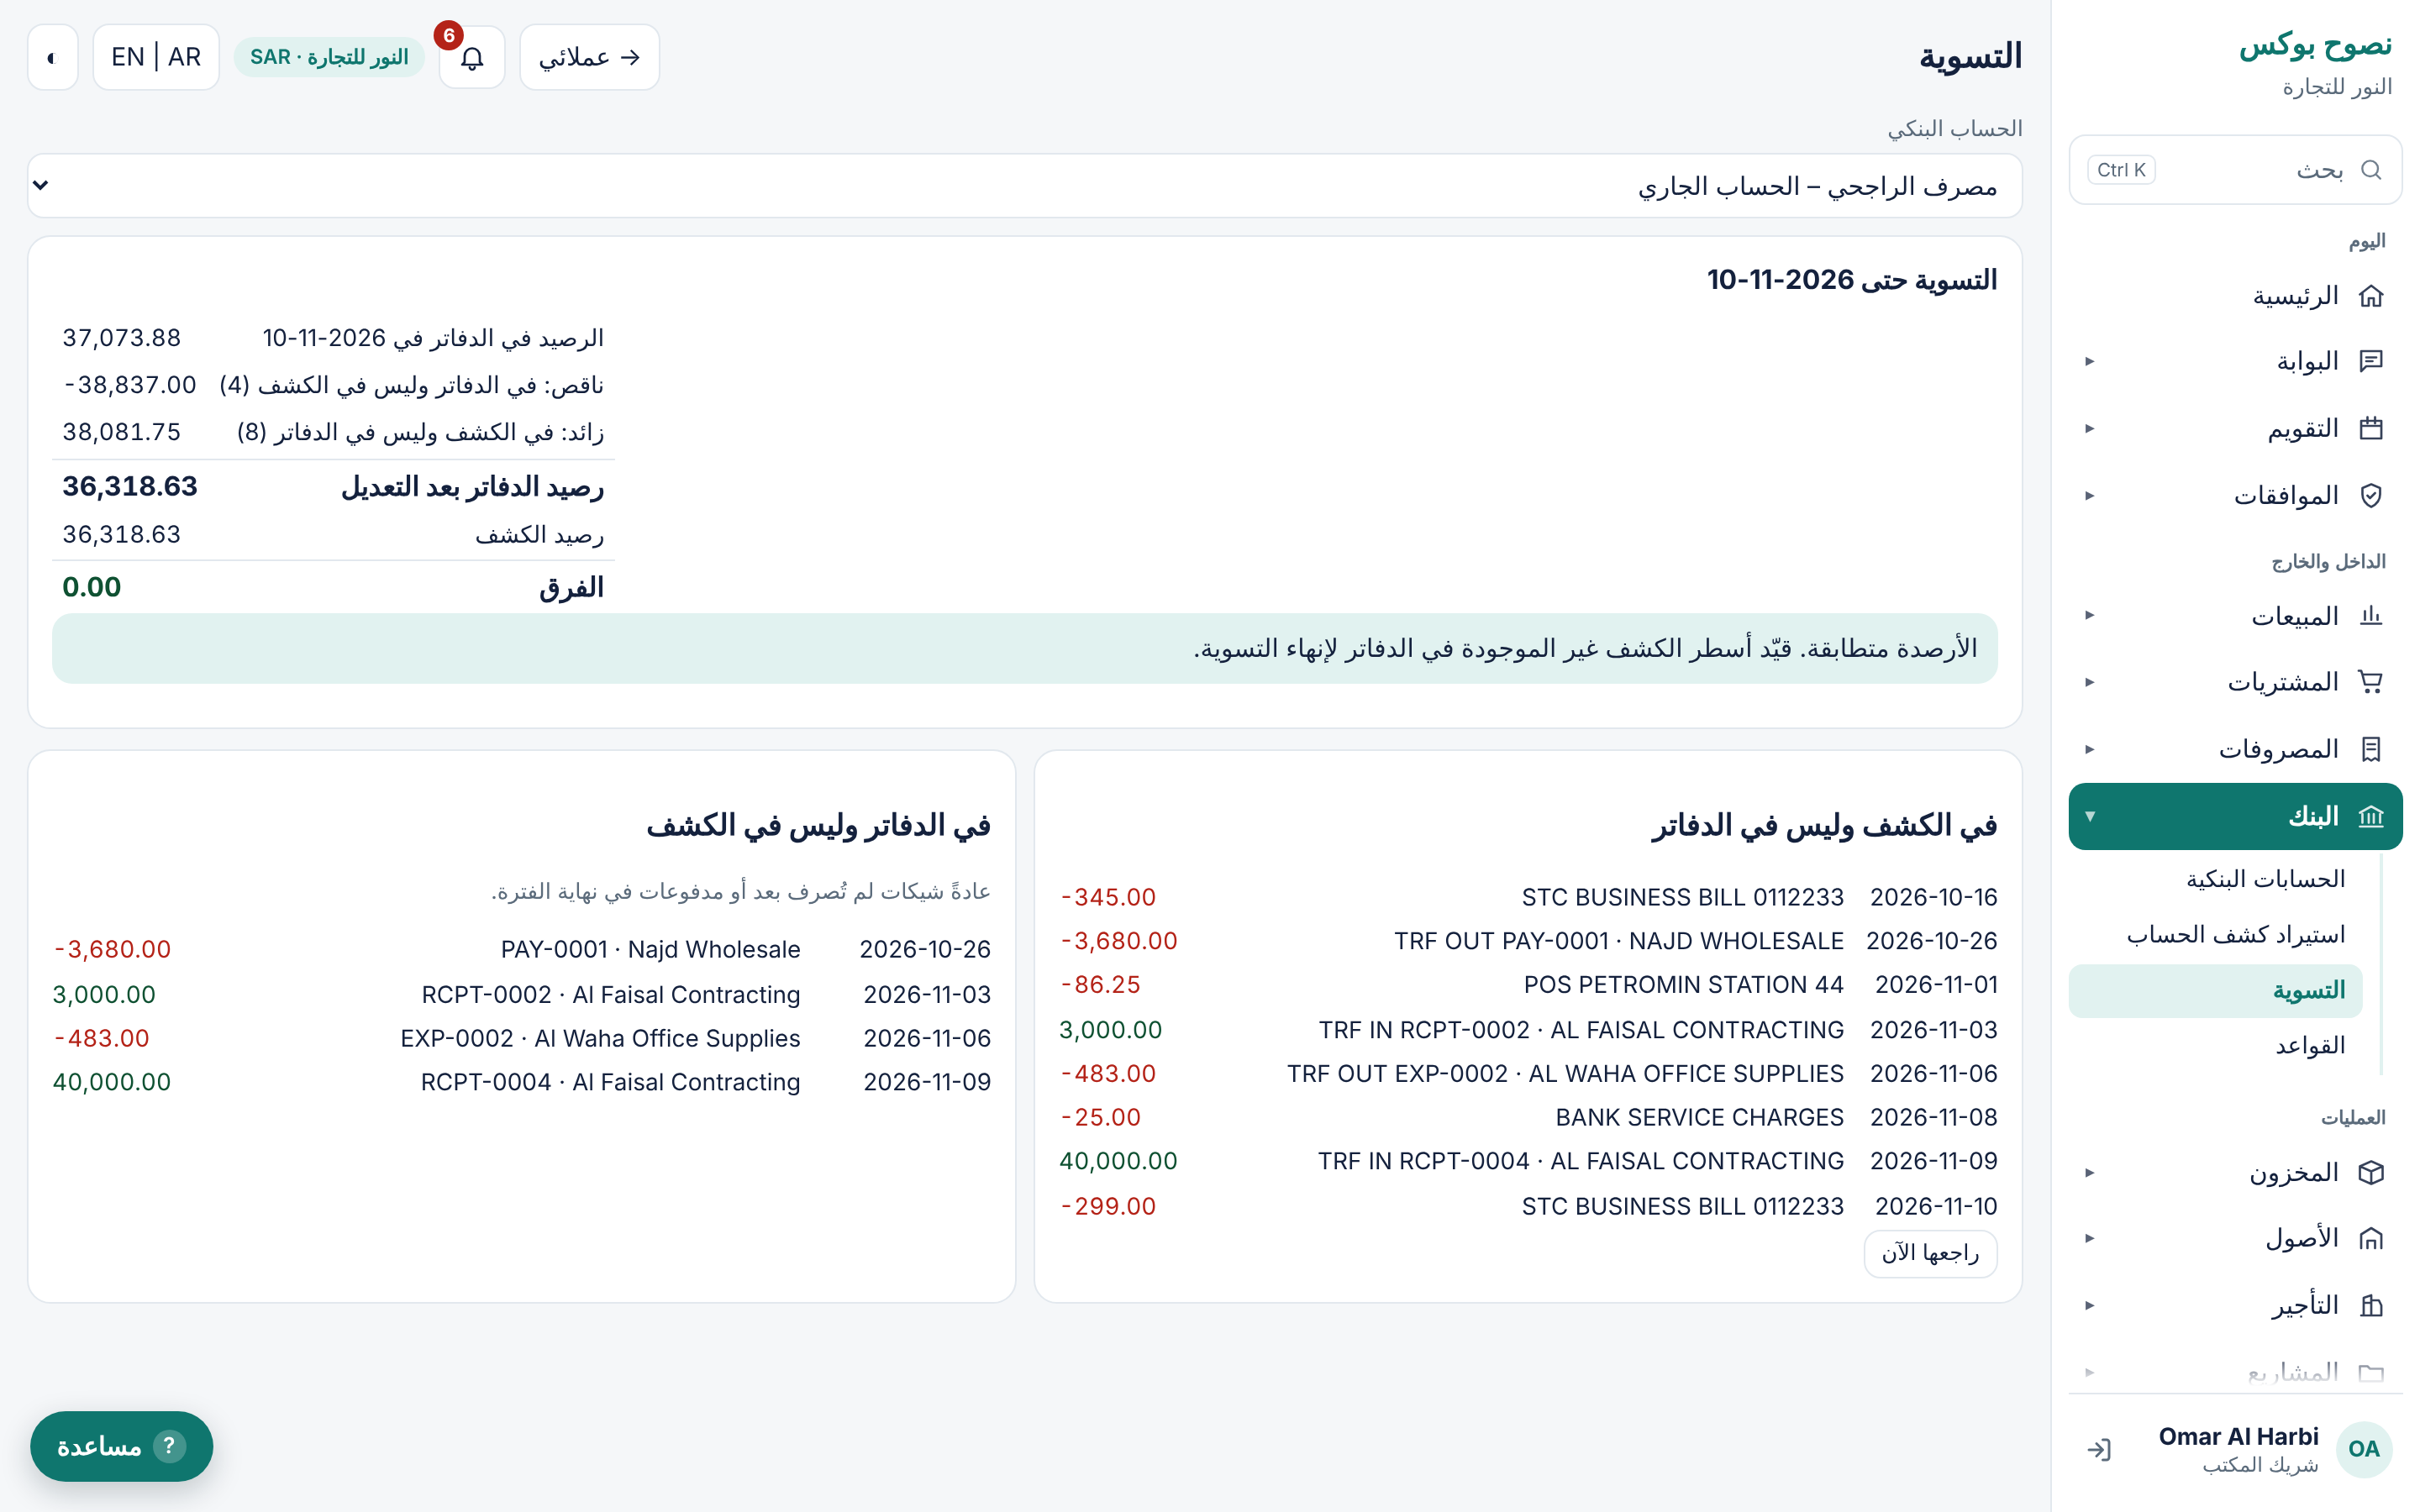 نصوح بوكس
النور للتجارة
بحث Ctrl K
اليوم
الرئيسية
البوابة
التقويم
الموافقات
الداخل والخارج
المبيعات
المشتريات
المصروفات
البنك
الحسابات البنكية
استيراد كشف الحساب
التسوية
القواعد
العمليات
المخزون
الأصول
التأجير
المشاريع
OA Omar Al Harbi
شريك المكتب
التسوية
→ عملائي
6
النور للتجارة · SAR
EN | AR
الحساب البنكي
مصرف الراجحي – الحساب الجاري
التسوية حتى 2026-11-10
الرصيد في الدفاتر في 2026-11-10 37,073.88
ناقص: في الدفاتر وليس في الكشف (4) -38,837.00
زائد: في الكشف وليس في الدفاتر (8) 38,081.75
رصيد الدفاتر بعد التعديل 36,318.63
رصيد الكشف 36,318.63
الفرق 0.00
الأرصدة متطابقة. قيّد أسطر الكشف غير الموجودة في الدفاتر لإنهاء التسوية.
في الكشف وليس في الدفاتر
2026-10-16 STC BUSINESS BILL 0112233 -345.00
2026-10-26 TRF OUT PAY-0001 · NAJD WHOLESALE -3,680.00
2026-11-01 POS PETROMIN STATION 44 -86.25
2026-11-03 TRF IN RCPT-0002 · AL FAISAL CONTRACTING 3,000.00
2026-11-06 TRF OUT EXP-0002 · AL WAHA OFFICE SUPPLIES -483.00
2026-11-08 BANK SERVICE CHARGES -25.00
2026-11-09 TRF IN RCPT-0004 · AL FAISAL CONTRACTING 40,000.00
2026-11-10 STC BUSINESS BILL 0112233 -299.00
راجعها الآن
في الدفاتر وليس في الكشف
عادةً شيكات لم تُصرف بعد أو مدفوعات في نهاية الفترة.
2026-10-26 PAY-0001 · Najd Wholesale -3,680.00
2026-11-03 RCPT-0002 · Al Faisal Contracting 3,000.00
2026-11-06 EXP-0002 · Al Waha Office Supplies -483.00
2026-11-09 RCPT-0004 · Al Faisal Contracting 40,000.00
? مساعدة